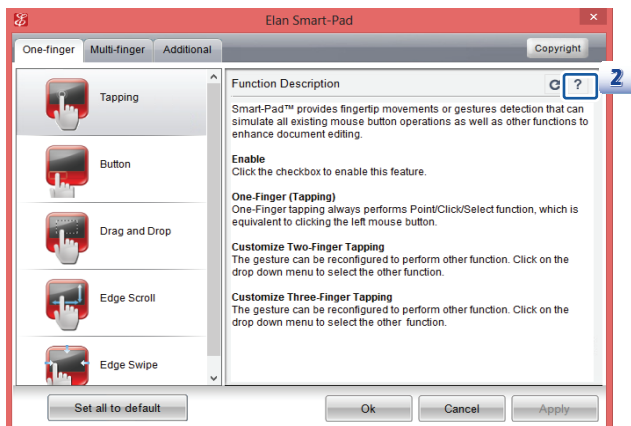 Elan Smart-Pad
One-finger Multi-finger Additional
Copyright
Tapping
Button
Drag and Drop
Edge Scroll
Edge Swipe
Function Description
?
2
Smart-Pad™ provides fingertip movements or gestures detection that can
simulate all existing mouse button operations as well as other functions to
enhance document editing.
Enable
Click the checkbox to enable this feature.
One-Finger (Tapping)
One-Finger tapping always performs Point/Click/Select function, which is
equivalent to clicking the left mouse button.
Customize Two-Finger Tapping
The gesture can be reconfigured to perform other function. Click on the
drop down menu to select the other function.
Customize Three-Finger Tapping
The gesture can be reconfigured to perform other function. Click on the
drop down menu to select the other function.
Set all to default
Ok
Cancel
Apply